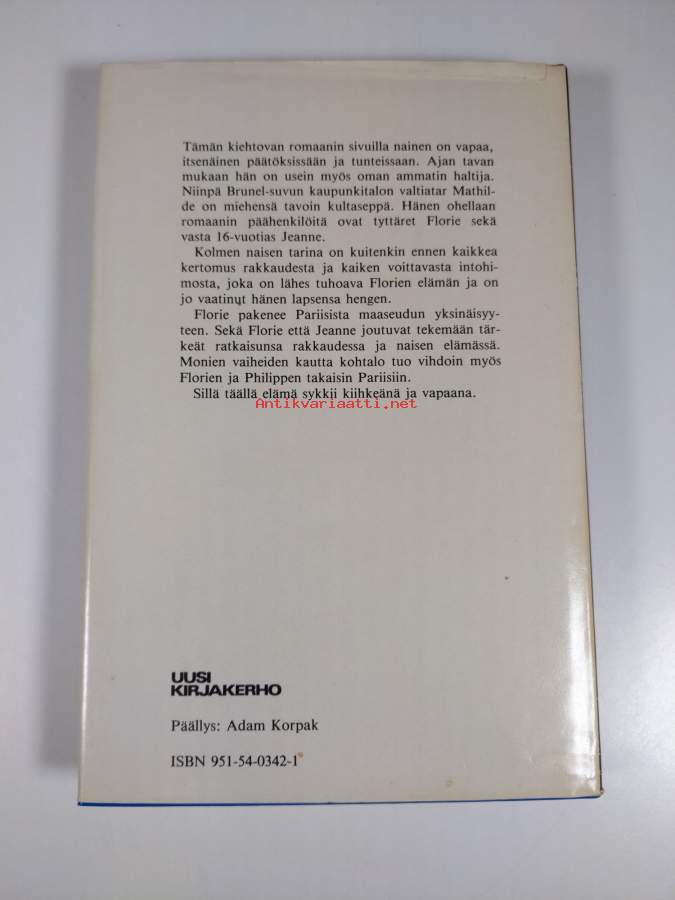 Tämän kiehtovan romaanin sivuilla nainen on vapaa,
itsenäinen päätöksissään ja tunteissaan. Ajan tavan
mukaan hän on usein myös oman ammatin haltija.
Niinpä Brunel-suvun kaupunkitalon valtiatar Mathil-
de on miehensä tavoin kultaseppä. Hänen ohellaan
romaanin päähenkilöitä ovat tyttäret Florie sekä
vasta 16-vuotias Jeanne.
Kolmen naisen tarina on kuitenkin ennen kaikkea
kertomus rakkaudesta ja kaiken voittavasta intohi-
mosta, joka on lähes tuhoava Florien elämän ja on
jo vaatinut hänen lapsensa hengen.
Florie pakenee Pariisista maaseudun yksinäisyy-
teen. Sekä Florie että Jeanne joutuvat tekemään tär-
keät ratkaisunsa rakkaudessa ja naisen elämässä.
Monien vaiheiden kautta kohtalo tuo vihdoin myös
Florien ja Philippen takaisin Pariisiin.
Sillä täällä elämä sykkii kiihkeänä ja vapaana.
Antikvariaatti.net
UUSI
KIRJAKERHO
Päällys: Adam Korpak
ISBN 951-54-0342-1